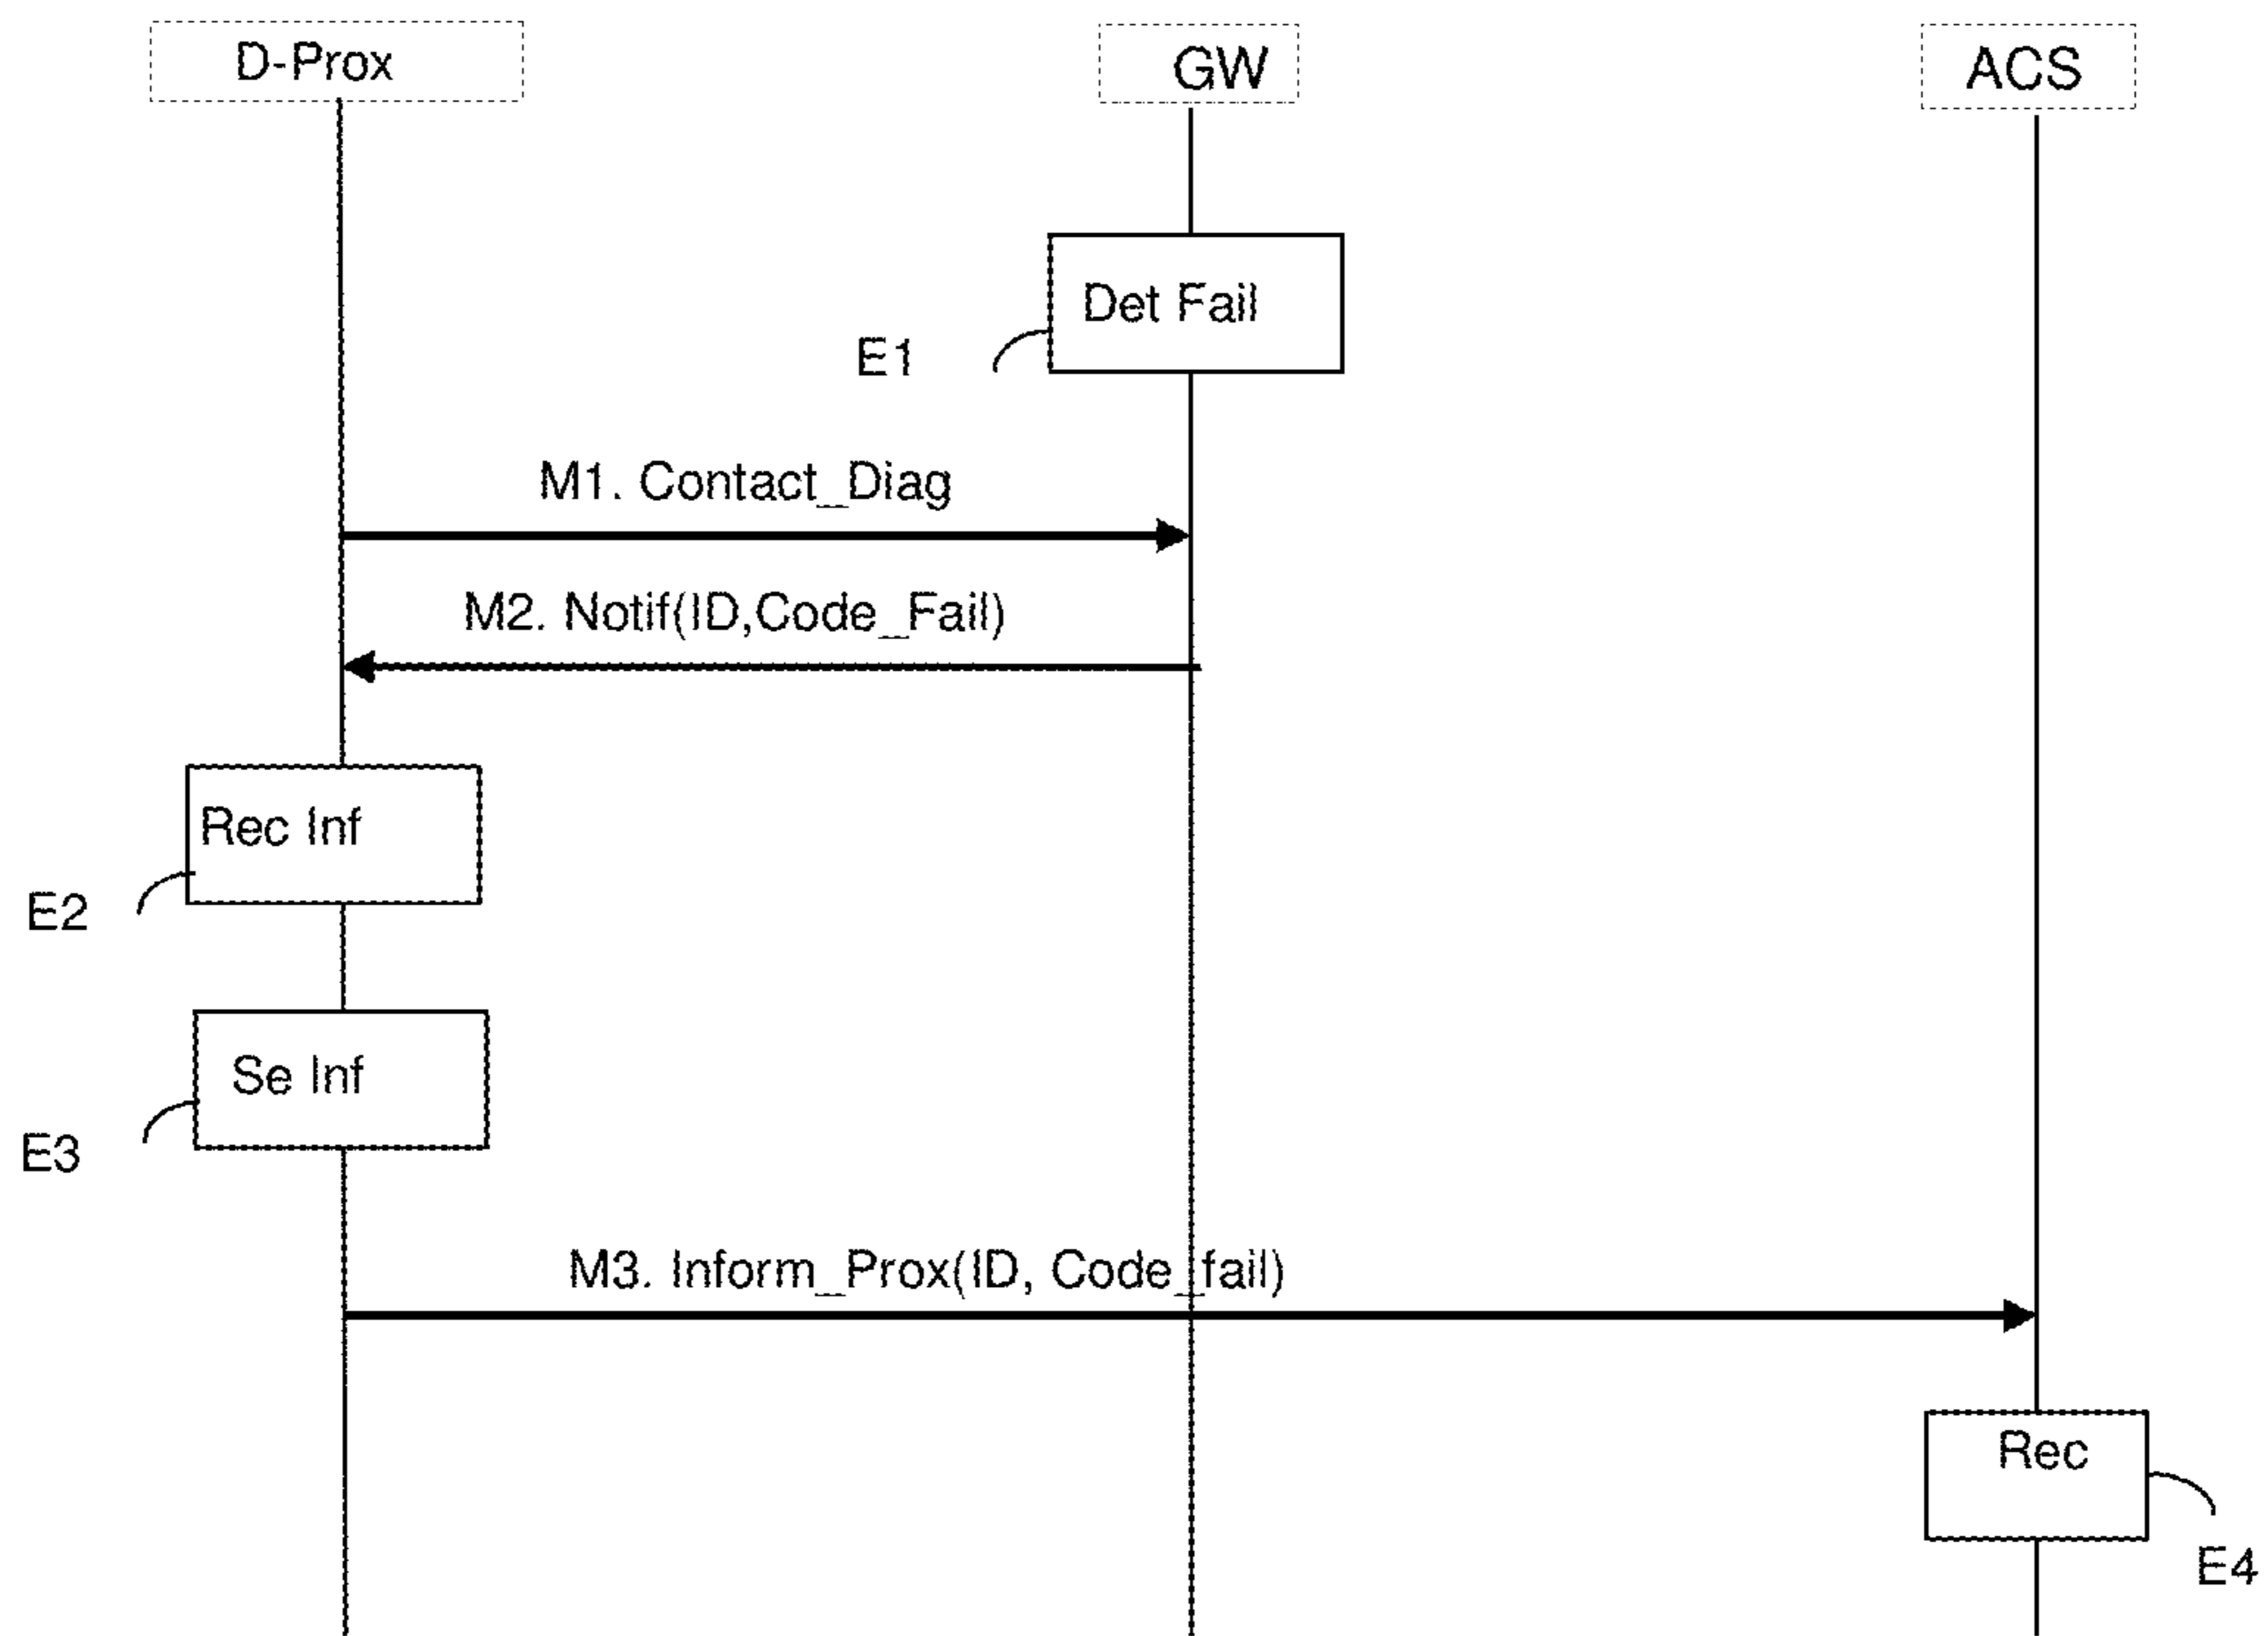 D-Prox
GW
ACS
Det Fail
E1
M1. Contact_Diag
M2. Notif(ID,Code_Fail)
Rec Inf
E2
Se Inf
E3
M3. Inform_Prox(ID, Code_fail)
Rec
E4